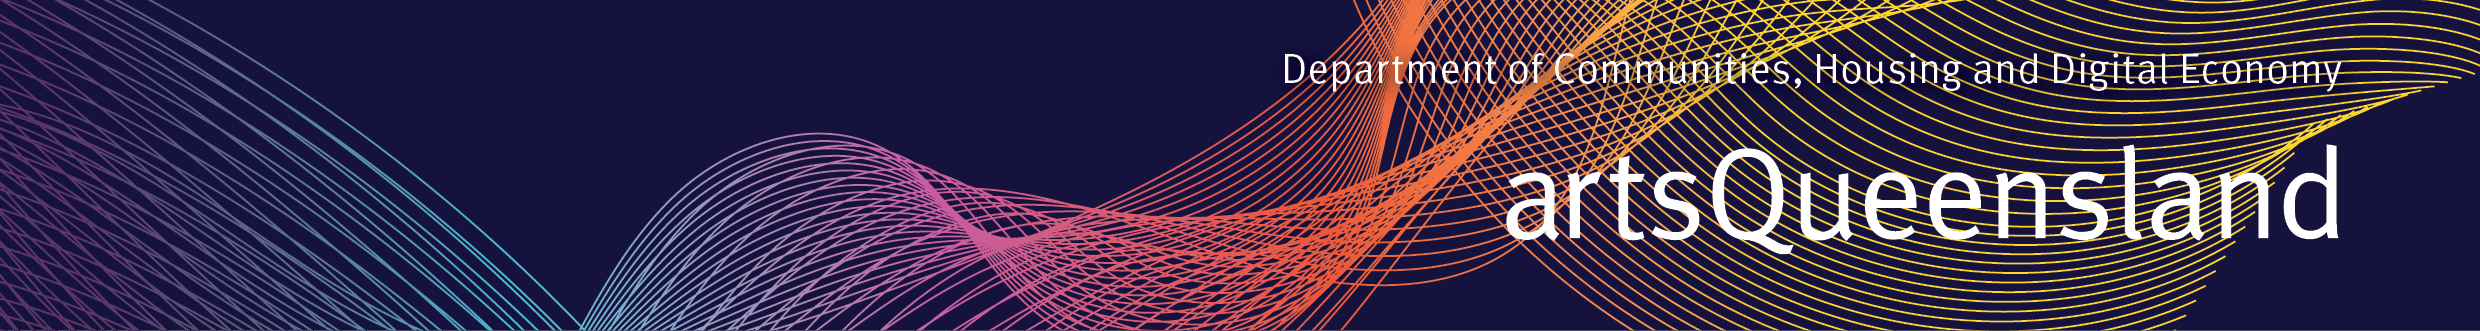 Department of Communities, Housing and Digital Economy
artsQueensland